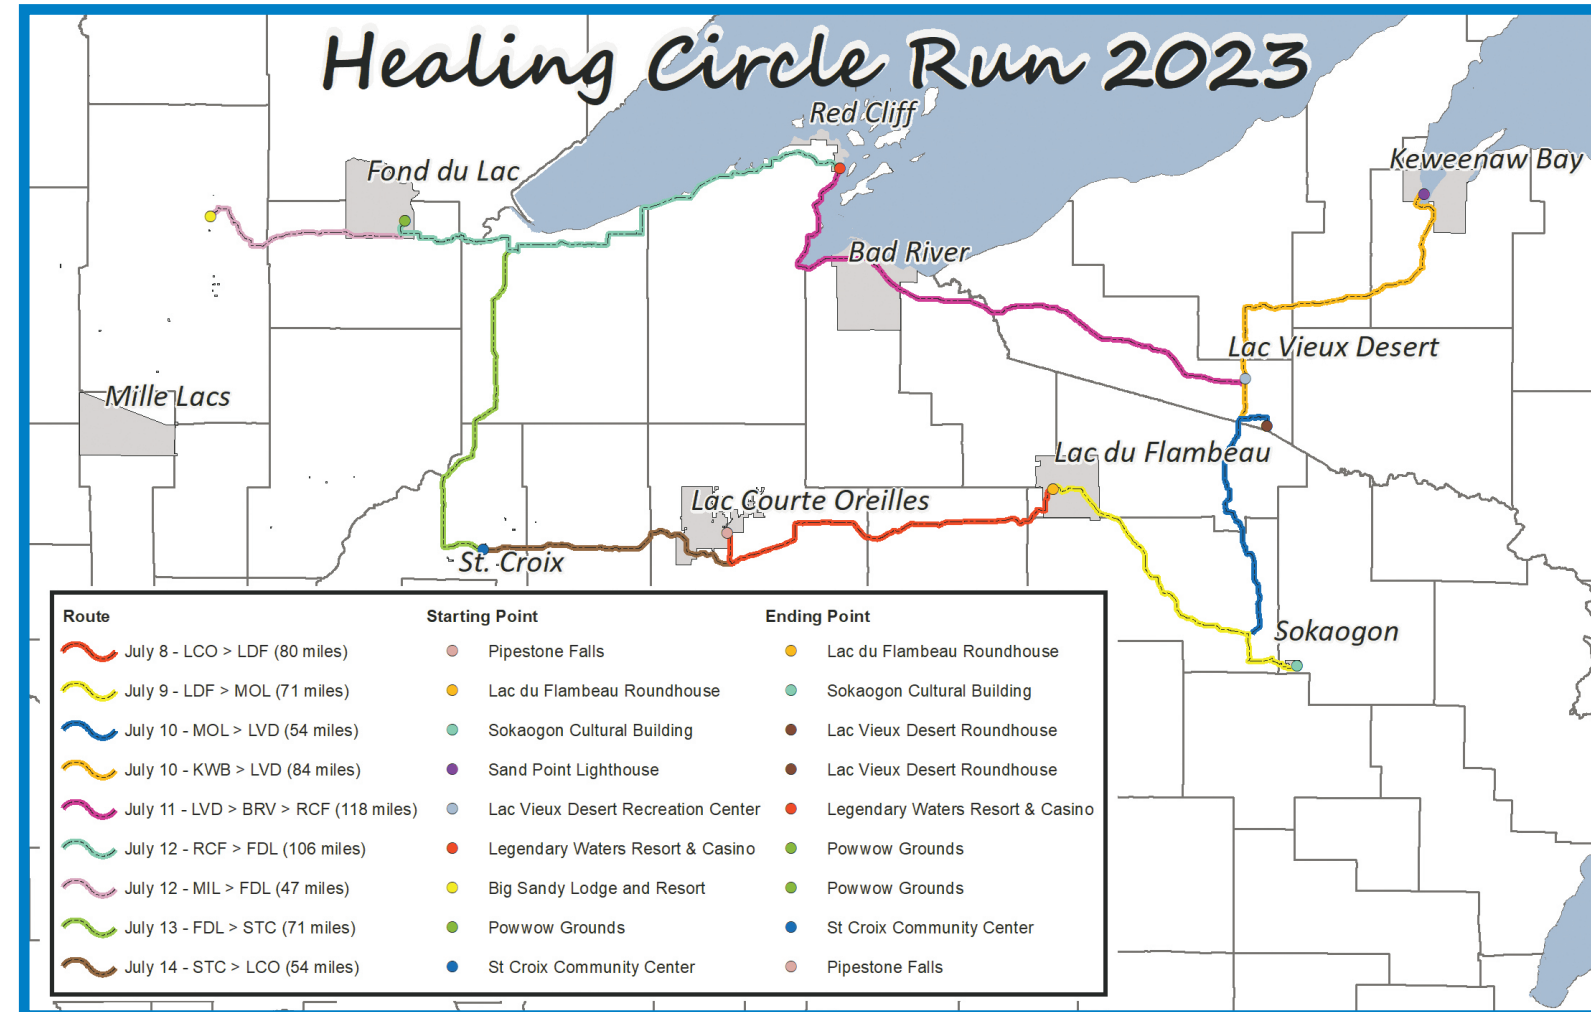 Healing Circle Run 2023
Red Cliff
Keweenaw Bay
Fond du Lac
Bad River
Lac Vieux Desert
Mille Lacs
Lac du Flambeau
Lac Courte Oreilles
St. Croix
Sokaogon
Route Starting Point Ending Point
July 8 - LCO > LDF (80 miles) Pipestone Falls Lac du Flambeau Roundhouse
July 9 - LDF > MOL (71 miles) Lac du Flambeau Roundhouse Sokaogon Cultural Building
July 10 - MOL > LVD (54 miles) Sokaogon Cultural Building Lac Vieux Desert Roundhouse
July 10 - KWB > LVD (84 miles) Sand Point Lighthouse Lac Vieux Desert Roundhouse
July 11 - LVD > BRV > RCF (118 miles) Lac Vieux Desert Recreation Center Legendary Waters Resort & Casino
July 12 - RCF > FDL (106 miles) Legendary Waters Resort & Casino Powwow Grounds
July 12 - MIL > FDL (47 miles) Big Sandy Lodge and Resort Powwow Grounds
July 13 - FDL > STC (71 miles) Powwow Grounds St Croix Community Center
July 14 - STC > LCO (54 miles) St Croix Community Center Pipestone Falls